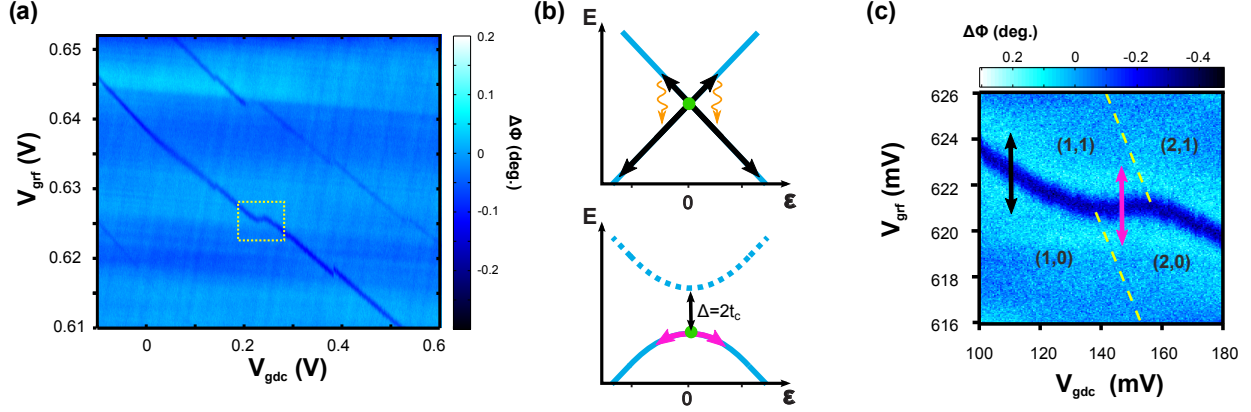 (a)
0.65
0.64
0.63
0.62
0.61
V_grf (V)
0
0.2
0.4
0.6
V_gdc (V)
0.2
0.1
0
-0.1
-0.2
ΔΦ (deg.)
(b)
E
0
ε
E
Δ=2t_c
0
ε
(c)
ΔΦ (deg.)
0.2
0
-0.2
-0.4
626
624
622
620
618
616
V_grf (mV)
(1,1)
(2,1)
(1,0)
(2,0)
100
120
140
160
180
V_gdc (mV)